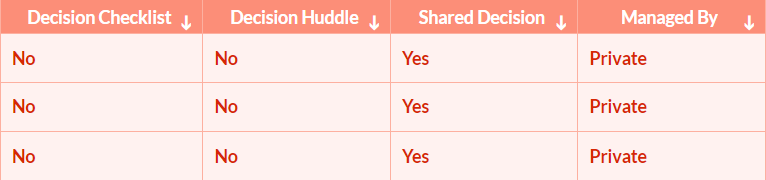 Decision Checklist ↓ Decision Huddle ↓ Shared Decision ↓ Managed By ↓
No No Yes Private
No No Yes Private
No No Yes Private